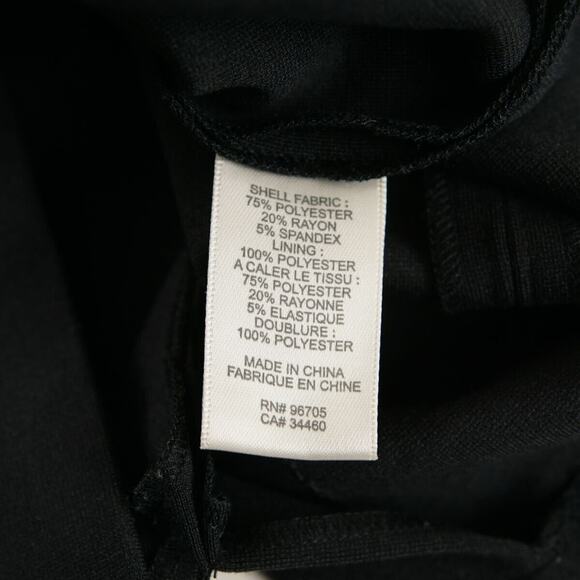 SHELL FABRIC :
75% POLYESTER
20% RAYON
5% SPANDEX
LINING :
100% POLYESTER
A CALER LE TISSU :
75% POLYESTER
20% RAYONNE
5% ELASTIQUE
DOUBLURE :
100% POLYESTER
MADE IN CHINA
FABRIQUE EN CHINE
RN# 96705
CA# 34460